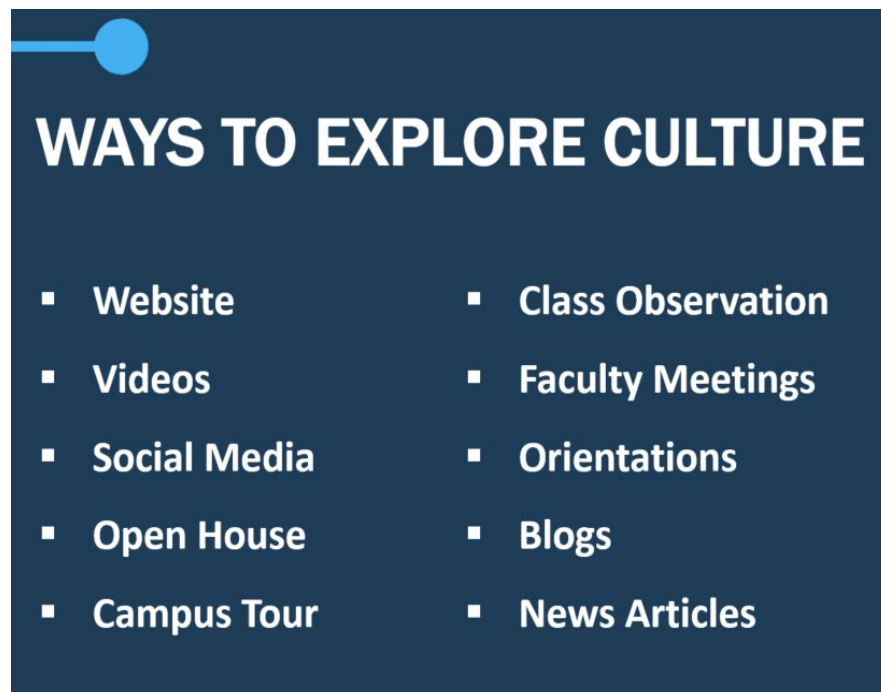 WAYS TO EXPLORE CULTURE
▪ Website
▪ Videos
▪ Social Media
▪ Open House
▪ Campus Tour
▪ Class Observation
▪ Faculty Meetings
▪ Orientations
▪ Blogs
▪ News Articles